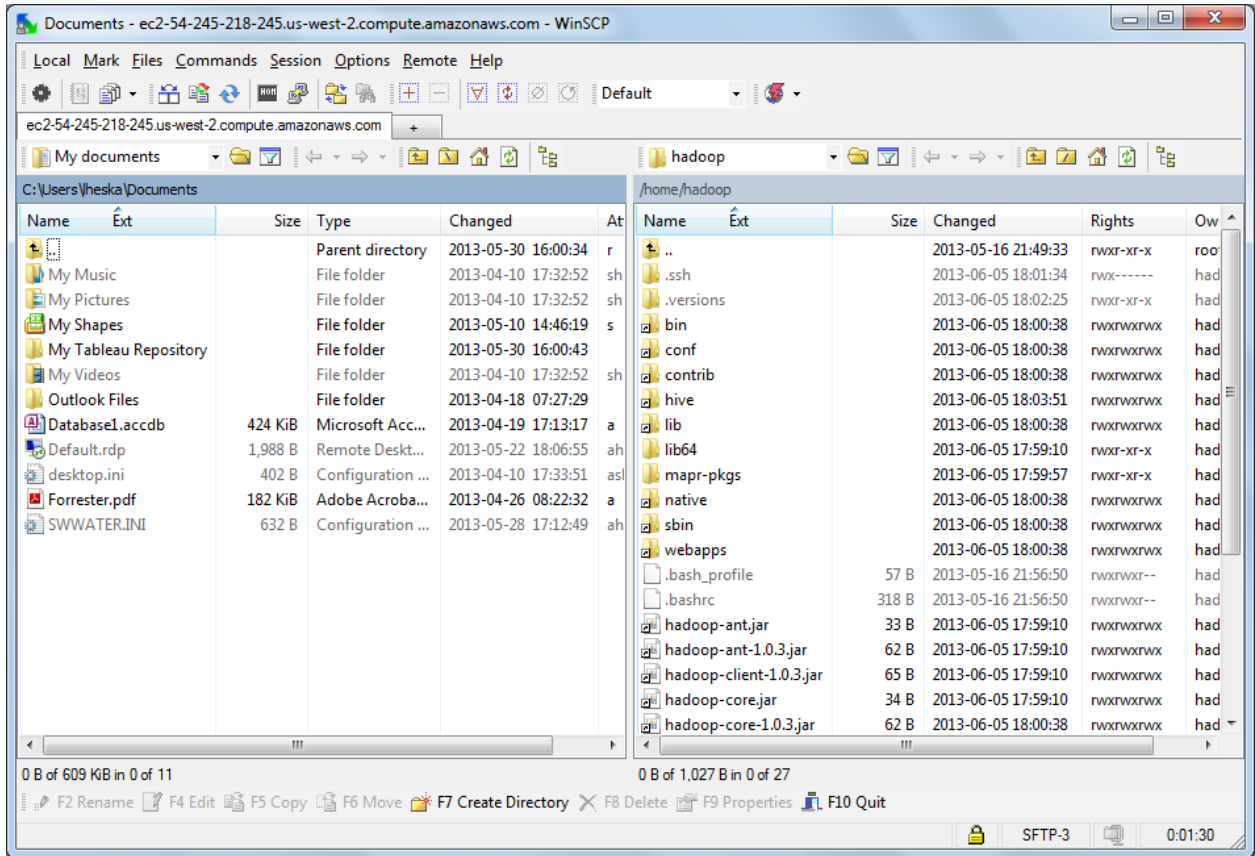 Documents - ec2-54-245-218-245.us-west-2.compute.amazonaws.com - WinSCP
Local Mark Files Commands Session Options Remote Help
Default
ec2-54-245-218-245.us-west-2.compute.amazonaws.com +
My documents hadoop
C:\Users\lheska\Documents /home/hadoop
Name Ext Size Type Changed At Name Ext Size Changed Rights Ow
.. Parent directory 2013-05-30 16:00:34 r .. 2013-05-16 21:49:33 rwxr-xr-x roo
My Music File folder 2013-04-10 17:32:52 sh .ssh 2013-06-05 18:01:34 rwx------ had
My Pictures File folder 2013-04-10 17:32:52 sh .versions 2013-06-05 18:02:25 rwxr-xr-x had
My Shapes File folder 2013-05-10 14:46:19 s bin 2013-06-05 18:00:38 rwxrwxrwx had
My Tableau Repository File folder 2013-05-30 16:00:43 conf 2013-06-05 18:00:38 rwxrwxrwx had
My Videos File folder 2013-04-10 17:32:52 sh contrib 2013-06-05 18:00:38 rwxrwxrwx had
Outlook Files File folder 2013-04-18 07:27:29 hive 2013-06-05 18:03:51 rwxrwxrwx had
Database1.accdb 424 KiB Microsoft Acc... 2013-04-19 17:13:17 a lib 2013-06-05 18:00:38 rwxrwxrwx had
Default.rdp 1,988 B Remote Deskt... 2013-05-22 18:06:55 ah lib64 2013-06-05 17:59:10 rwxr-xr-x had
desktop.ini 402 B Configuration ... 2013-04-10 17:33:51 asl mapr-pkgs 2013-06-05 17:59:57 rwxr-xr-x had
Forrester.pdf 182 KiB Adobe Acroba... 2013-04-26 08:22:32 a native 2013-06-05 18:00:38 rwxrwxrwx had
SWWATER.INI 632 B Configuration ... 2013-05-28 17:12:49 ah sbin 2013-06-05 18:00:38 rwxrwxrwx had
webapps 2013-06-05 18:00:38 rwxrwxrwx had
.bash_profile 57 B 2013-05-16 21:56:50 rwxrwxr-- had
.bashrc 318 B 2013-05-16 21:56:50 rwxrwxr-- had
hadoop-ant.jar 33 B 2013-06-05 17:59:10 rwxrwxrwx had
hadoop-ant-1.0.3.jar 62 B 2013-06-05 17:59:10 rwxrwxrwx had
hadoop-client-1.0.3.jar 65 B 2013-06-05 17:59:10 rwxrwxrwx had
hadoop-core.jar 34 B 2013-06-05 17:59:10 rwxrwxrwx had
hadoop-core-1.0.3.jar 62 B 2013-06-05 18:00:38 rwxrwxrwx had
0 B of 609 KiB in 0 of 11 0 B of 1,027 B in 0 of 27
F2 Rename F4 Edit F5 Copy F6 Move F7 Create Directory F8 Delete F9 Properties F10 Quit
SFTP-3 0:01:30